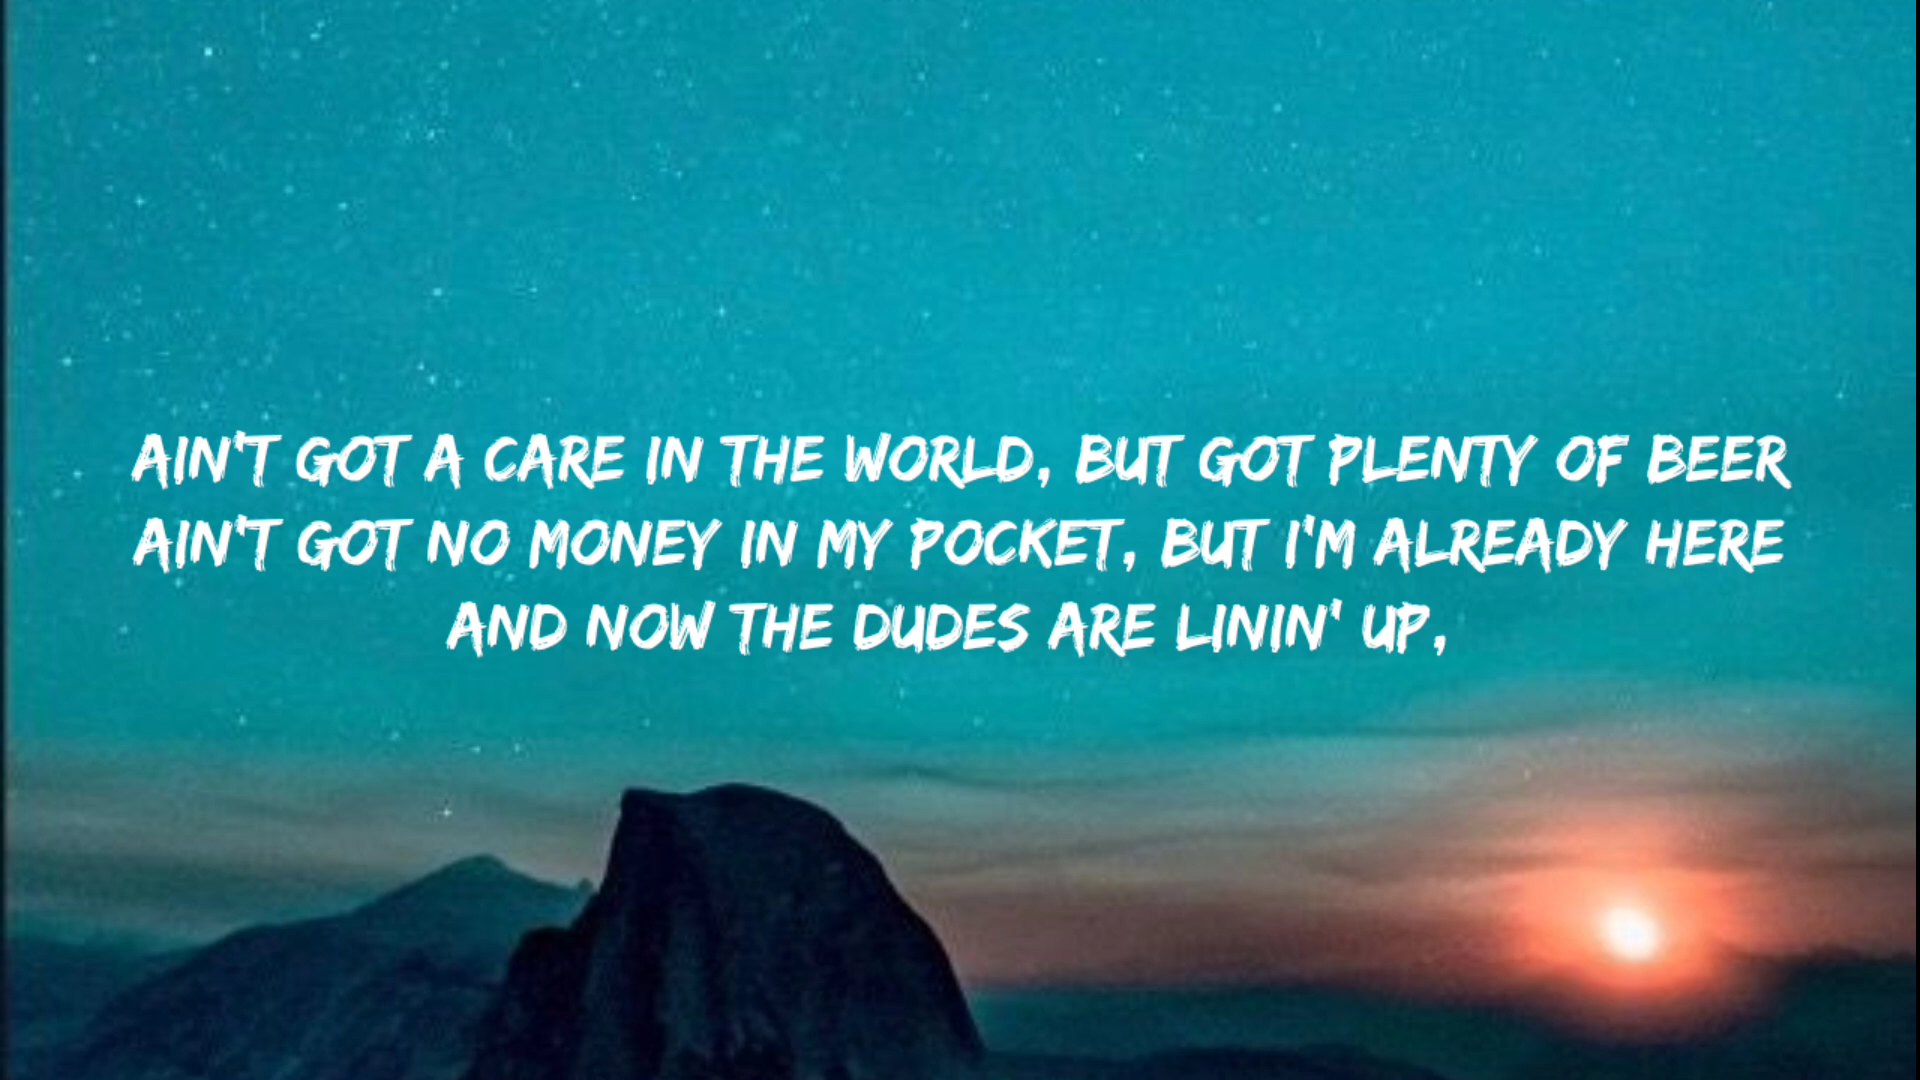 AIN'T GOT A CARE IN THE WORLD, BUT GOT PLENTY OF BEER
AIN'T GOT NO MONEY IN MY POCKET, BUT I'M ALREADY HERE
AND NOW THE DUDES ARE LININ' UP,